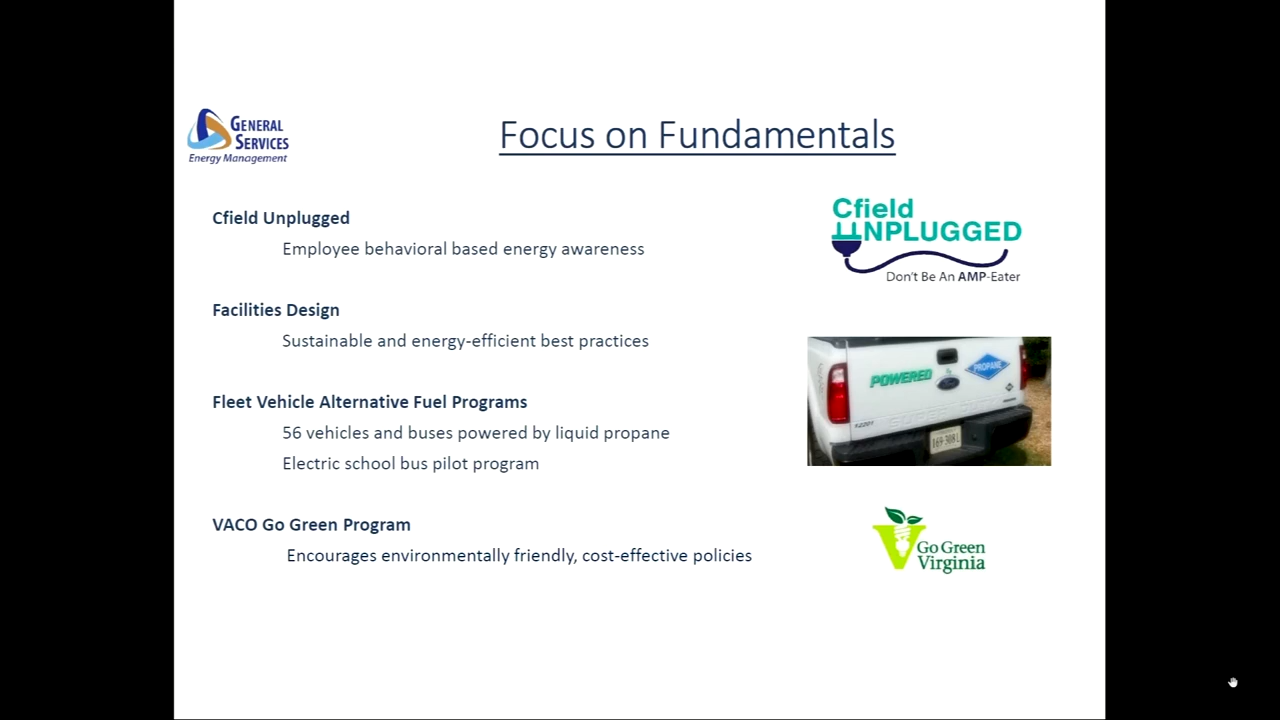 GENERAL
SERVICES
Energy Management
Focus on Fundamentals
Cfield Unplugged
Employee behavioral based energy awareness
Facilities Design
Sustainable and energy-efficient best practices
Fleet Vehicle Alternative Fuel Programs
56 vehicles and buses powered by liquid propane
Electric school bus pilot program
VACO Go Green Program
Encourages environmentally friendly, cost-effective policies
Cfield
UNPLUGGED
Don't Be An AMP-Eater
POWERED
PROPANE
Ford
SUPER DUTY
Go Green
Virginia